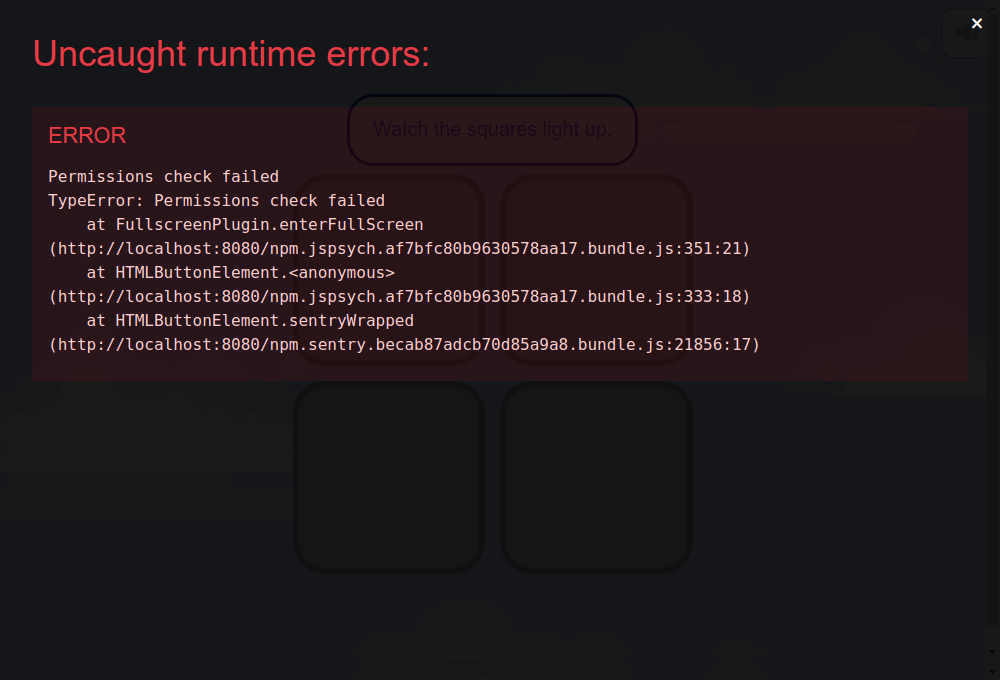 Uncaught runtime errors:
ERROR
Watch the squares light up.
Permissions check failed
TypeError: Permissions check failed
    at FullscreenPlugin.enterFullScreen
(http://localhost:8080/npm.jspsych.af7bfc80b9630578aa17.bundle.js:351:21)
    at HTMLButtonElement.<anonymous>
(http://localhost:8080/npm.jspsych.af7bfc80b9630578aa17.bundle.js:333:18)
    at HTMLButtonElement.sentryWrapped
(http://localhost:8080/npm.sentry.becab87adcb70d85a9a8.bundle.js:21856:17)